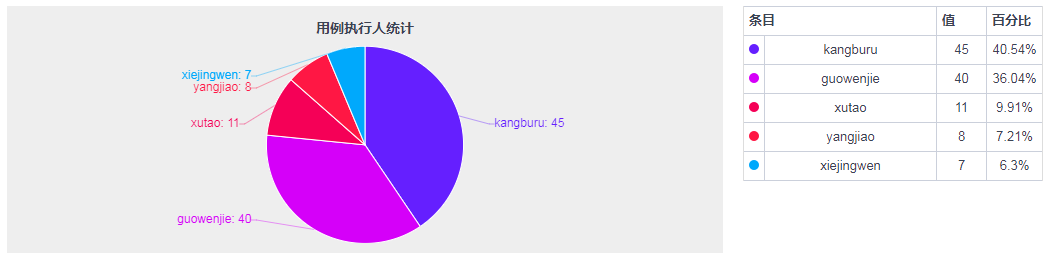 用例执行人统计
xiejingwen: 7
yangjiao: 8
xutao: 11
kangburu: 45
guowenjie: 40
条目 值 百分比
kangburu 45 40.54%
guowenjie 40 36.04%
xutao 11 9.91%
yangjiao 8 7.21%
xiejingwen 7 6.3%